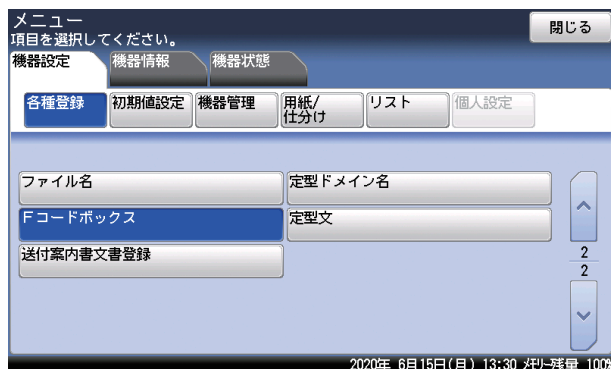 メニュー
項目を選択してください。
閉じる
機器設定 機器情報 機器状態
各種登録 初期値設定 機器管理 用紙/
仕分け リスト 個人設定
ファイル名 定型ドメイン名
Fコードボックス 定型文
送付案内書文書登録
2
2
2020年 6月15日(月) 13:30 メモリー残量 100%